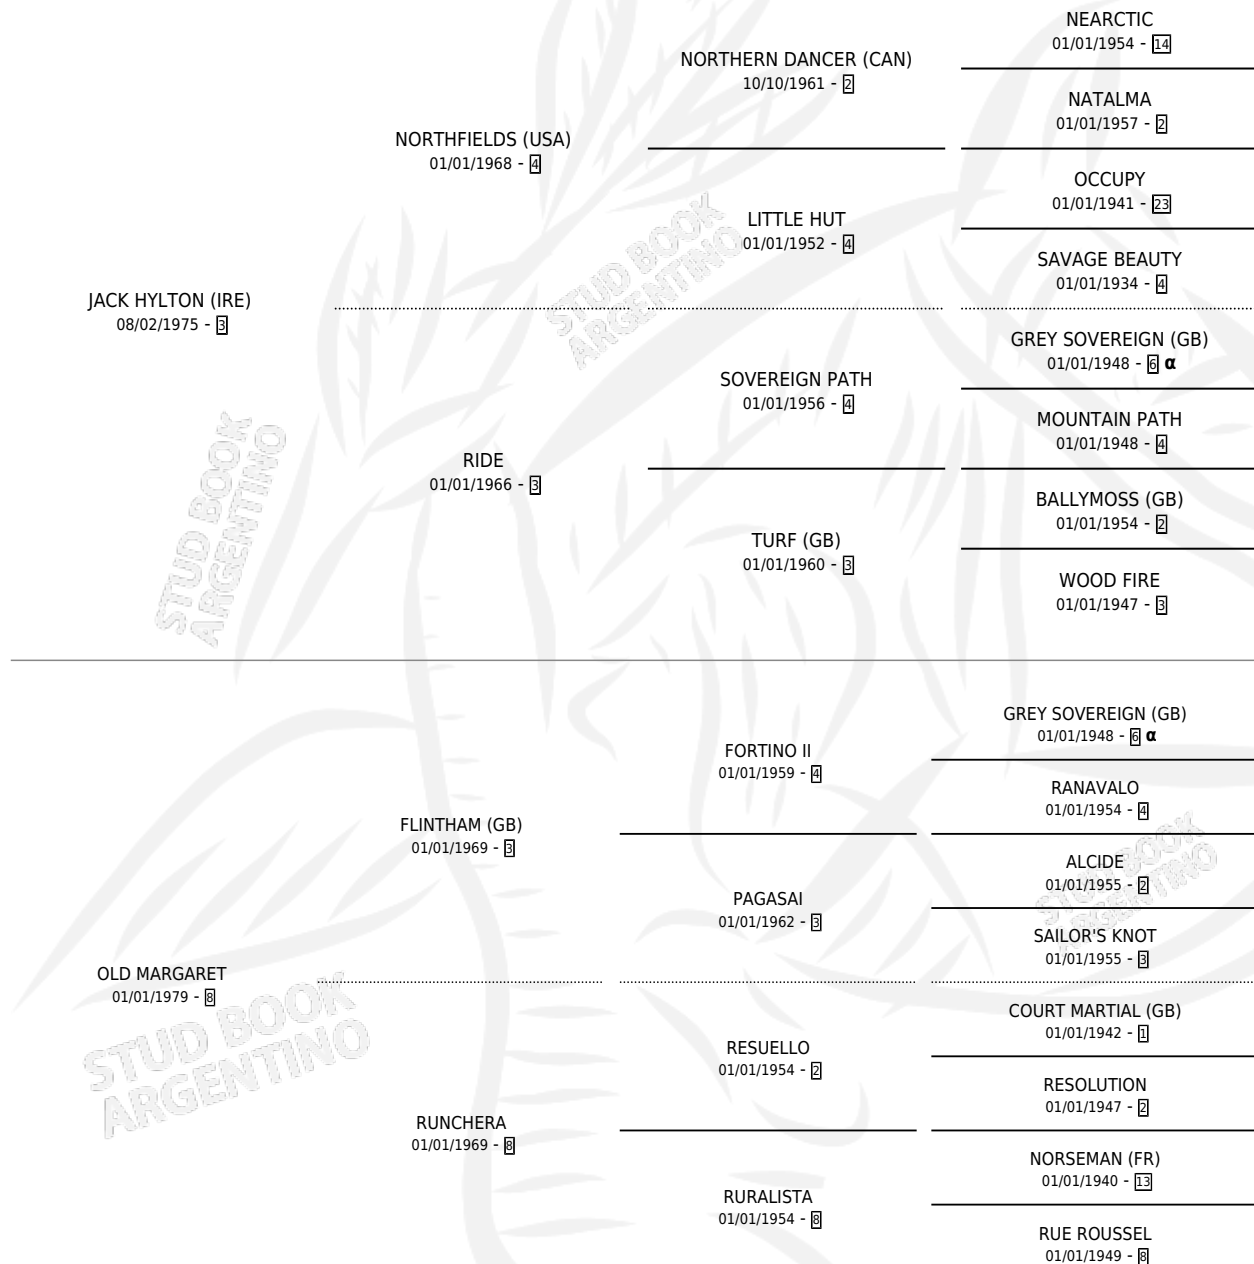 NEARCTIC
01/01/1954 - 14
NORTHERN DANCER (CAN)
10/10/1961 - 2
NATALMA
01/01/1957 - 2
NORTHFIELDS (USA)
01/01/1968 - 4
OCCUPY
01/01/1941 - 23
LITTLE HUT
01/01/1952 - 4
SAVAGE BEAUTY
01/01/1934 - 4
JACK HYLTON (IRE)
08/02/1975 - 3
GREY SOVEREIGN (GB)
01/01/1948 - 6 α
SOVEREIGN PATH
01/01/1956 - 4
MOUNTAIN PATH
01/01/1948 - 4
RIDE
01/01/1966 - 3
BALLYMOSS (GB)
01/01/1954 - 2
TURF (GB)
01/01/1960 - 3
WOOD FIRE
01/01/1947 - 3
GREY SOVEREIGN (GB)
01/01/1948 - 6 α
FORTINO II
01/01/1959 - 4
RANAVALO
01/01/1954 - 4
FLINTHAM (GB)
01/01/1969 - 3
ALCIDE
01/01/1955 - 2
PAGASAI
01/01/1962 - 3
SAILOR'S KNOT
01/01/1955 - 3
OLD MARGARET
01/01/1979 - 8
COURT MARTIAL (GB)
01/01/1942 - 1
RESUELLO
01/01/1954 - 2
RESOLUTION
01/01/1947 - 2
RUNCHERA
01/01/1969 - 8
NORSEMAN (FR)
01/01/1940 - 13
RURALISTA
01/01/1954 - 8
RUE ROUSSEL
01/01/1949 - 8
STUD BOOK
ARGENTINO
STUD BOOK
ARGENTINO
STUD BOOK
ARGENTINO
STUD BOOK
ARGENTINO